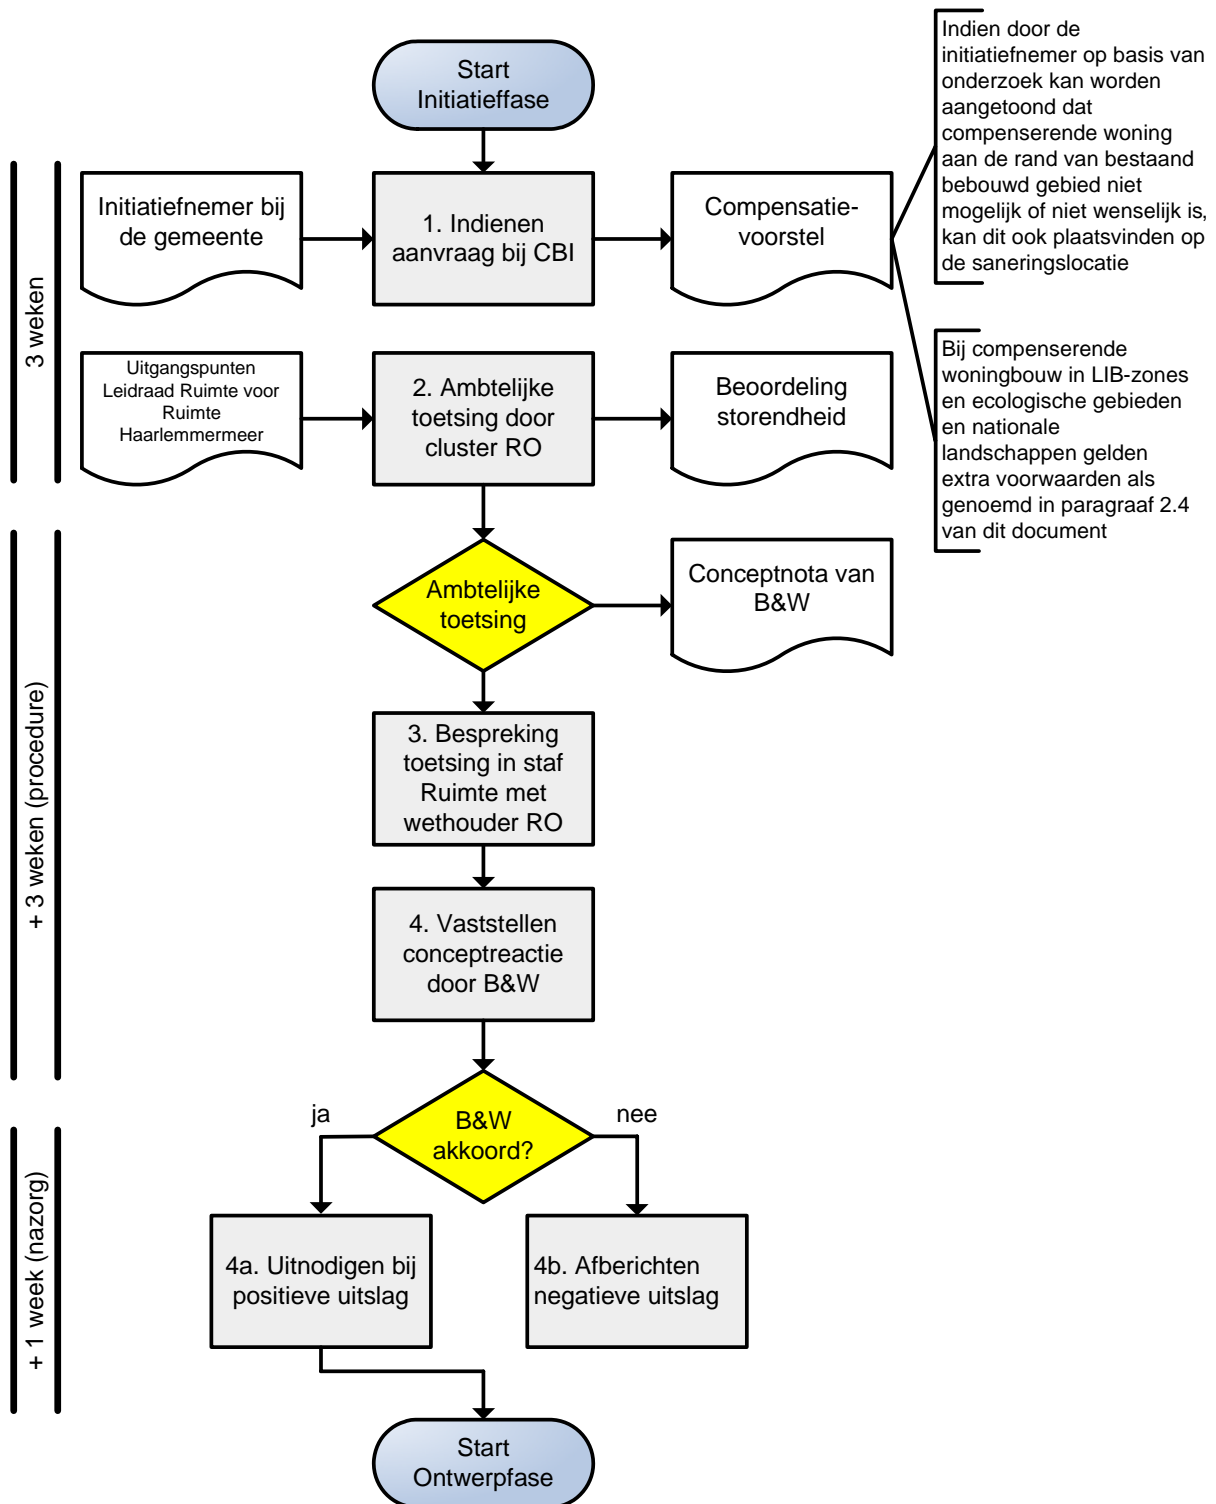 Start
Initiatieffase
Indien door de
initiatiefnemer op basis van
onderzoek kan worden
aangetoond dat
compenserende woning
aan de rand van bestaand
bebouwd gebied niet
mogelijk of niet wenselijk is,
kan dit ook plaatsvinden op
de saneringslocatie
3 weken
Initiatiefnemer bij
de gemeente
1. Indienen
aanvraag bij CBI
Compensatie-
voorstel
Uitgangspunten
Leidraad Ruimte voor
Ruimte
Haarlemmermeer
2. Ambtelijke
toetsing door
cluster RO
Beoordeling
storendheid
Bij compenserende
woningbouw in LIB-zones
en ecologische gebieden
en nationale
landschappen gelden
extra voorwaarden als
genoemd in paragraaf 2.4
van dit document
+ 3 weken (procedure)
Ambtelijke
toetsing
Conceptnota van
B&W
3. Bespreking
toetsing in staf
Ruimte met
wethouder RO
4. Vaststellen
conceptreactie
door B&W
+ 1 week (nazorg)
ja
B&W
akkoord?
nee
4a. Uitnodigen bij
positieve uitslag
4b. Afberichten
negatieve uitslag
Start
Ontwerpfase